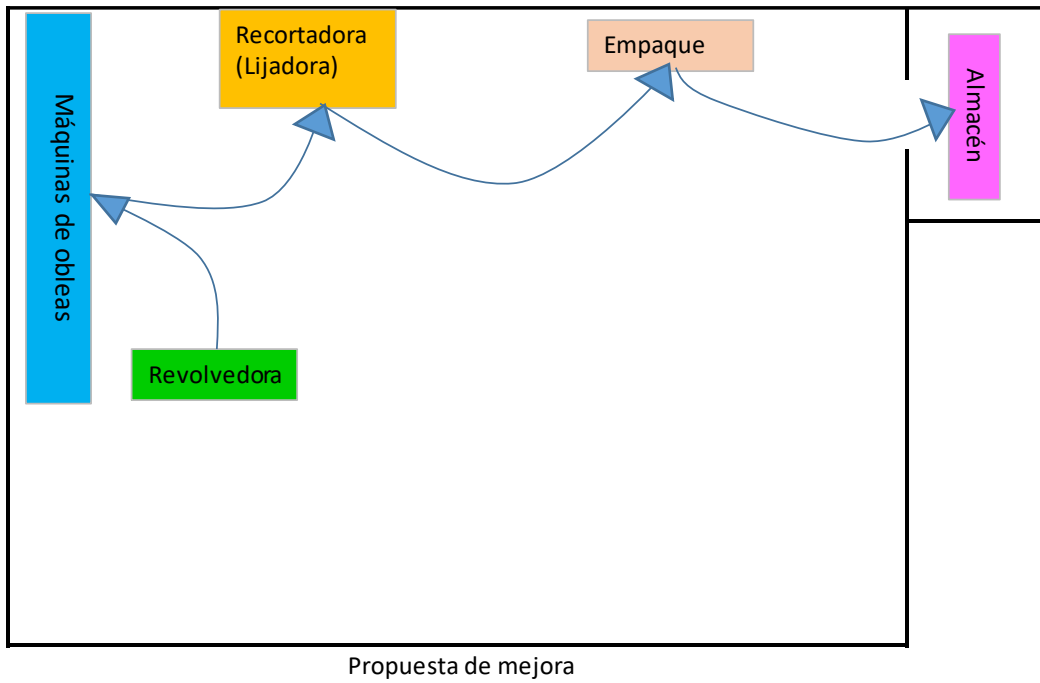 Recortadora
(Lijadora)
Empaque
Almacén
Máquinas de obleas
Revolvedora
Propuesta de mejora